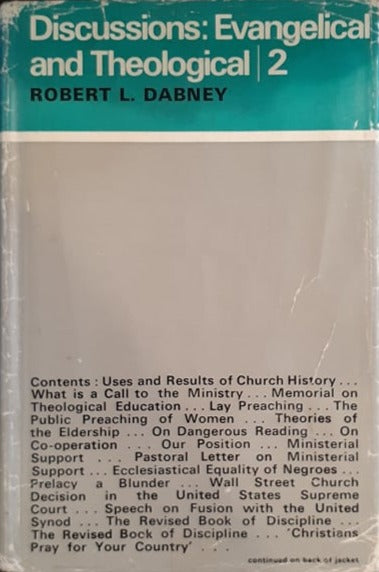 Discussions: Evangelical
and Theological | 2
ROBERT L. DABNEY
Contents : Uses and Results of Church History . . .
What is a Call to the Ministry . . . Memorial on
Theological Education . . . Lay Preaching . . . The
Public Preaching of Women . . . Theories of
the Eldership . . . On Dangerous Reading . . . On
Co-operation . . . Our Position . . . Ministerial
Support . . . Pastoral Letter on Ministerial
Support . . . Ecclesiastical Equality of Negroes . . .
Prelacy a Blunder . . . Wall Street Church
Decision in the United States Supreme
Court . . . Speech on Fusion with the United
Synod . . . The Revised Book of Discipline . . .
The Revised Book of Discipline . . . 'Christians
Pray for Your Country' . . .
continued on back of jacket